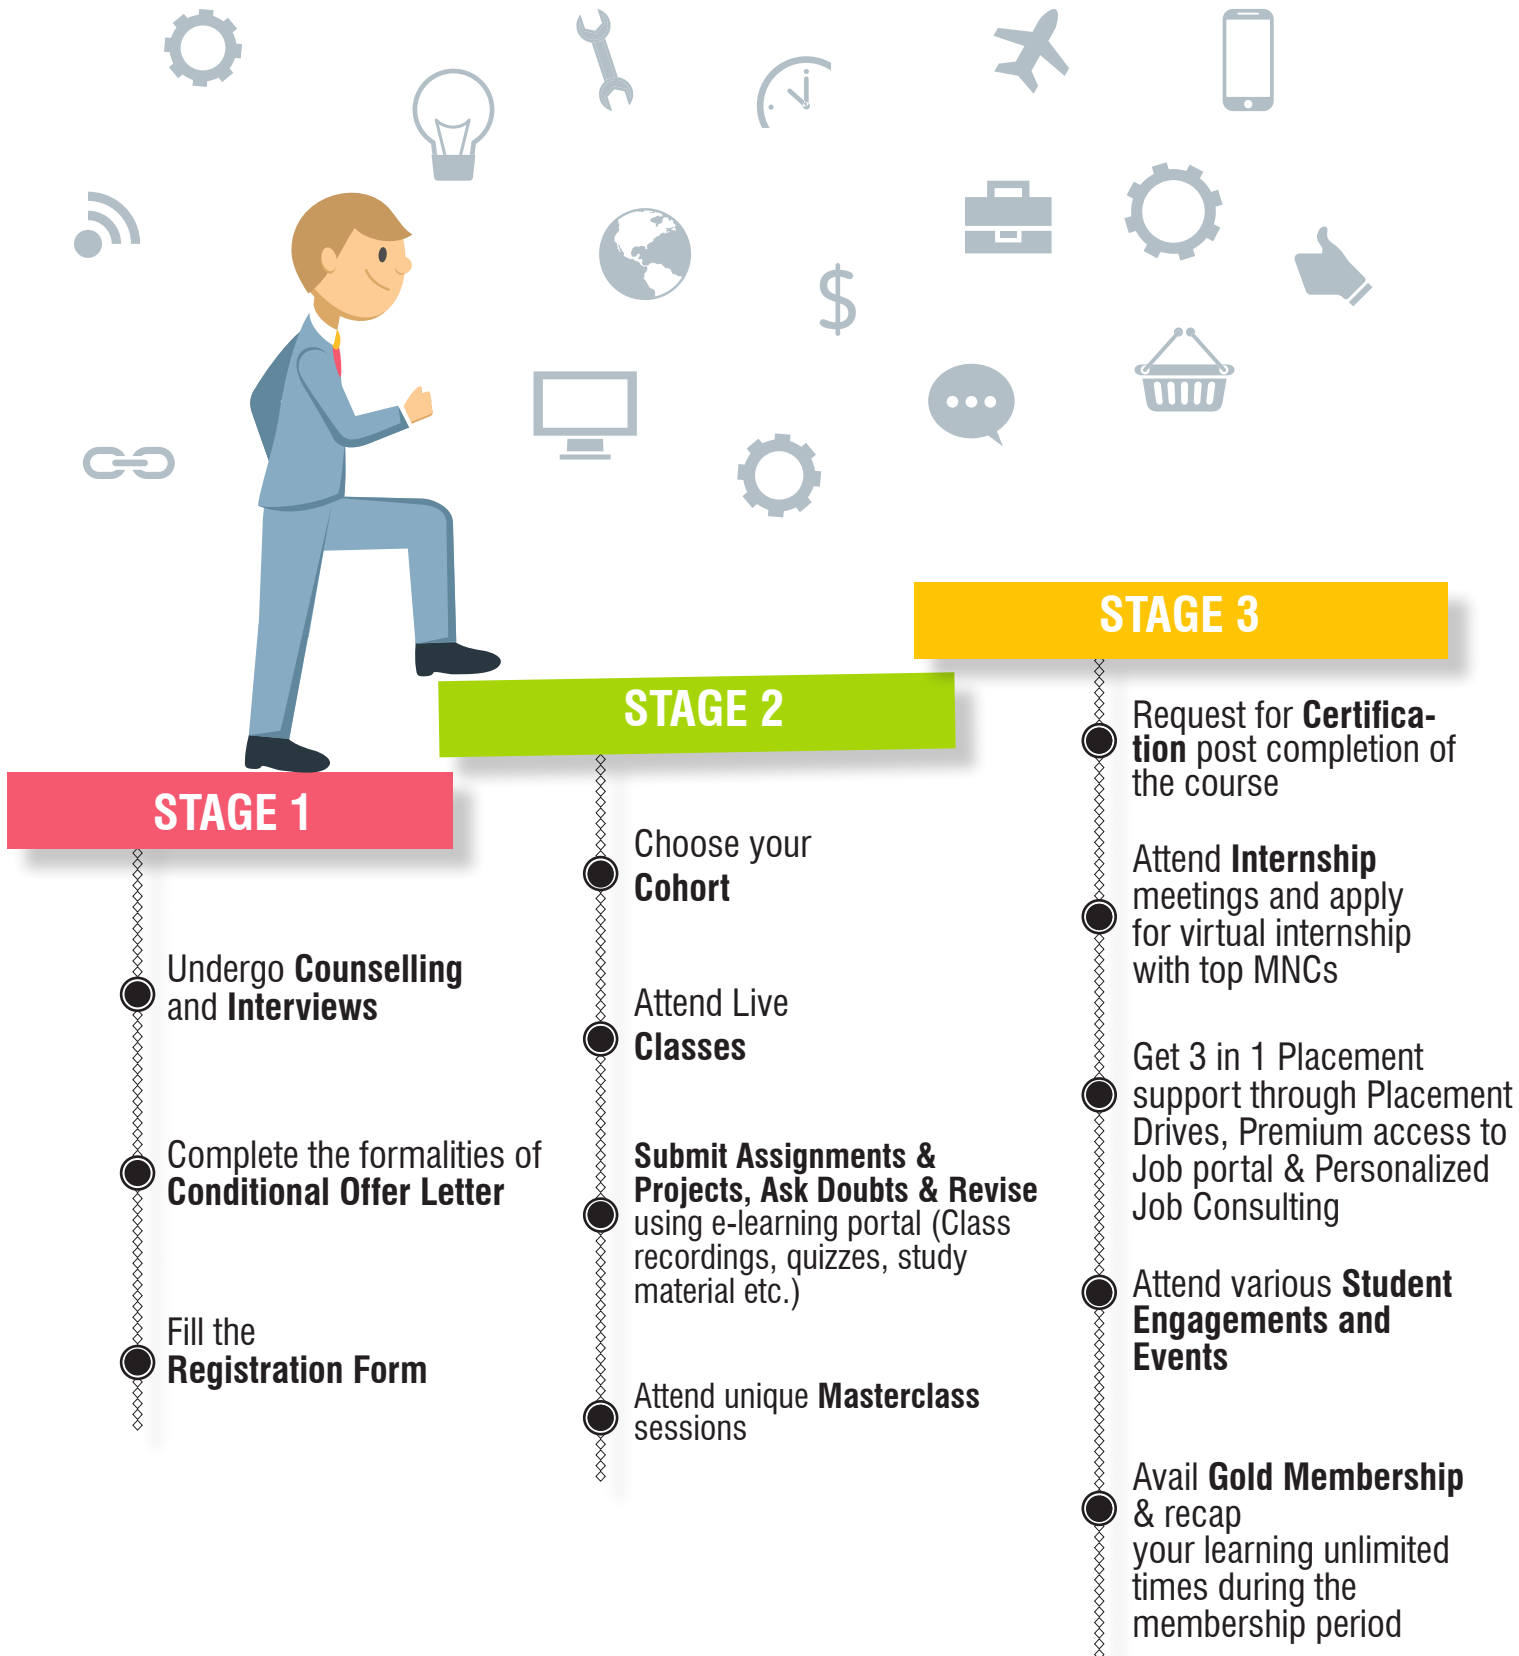 STAGE 1
Undergo Counselling
and Interviews
Complete the formalities of
Conditional Offer Letter
Fill the
Registration Form
STAGE 2
Choose your
Cohort
Attend Live
Classes
Submit Assignments &
Projects, Ask Doubts & Revise
using e-learning portal (Class
recordings, quizzes, study
material etc.)
Attend unique Masterclass
sessions
STAGE 3
Request for Certifica-
tion post completion of
the course
Attend Internship
meetings and apply
for virtual internship
with top MNCs
Get 3 in 1 Placement
support through Placement
Drives, Premium access to
Job portal & Personalized
Job Consulting
Attend various Student
Engagements and
Events
Avail Gold Membership
& recap
your learning unlimited
times during the
membership period